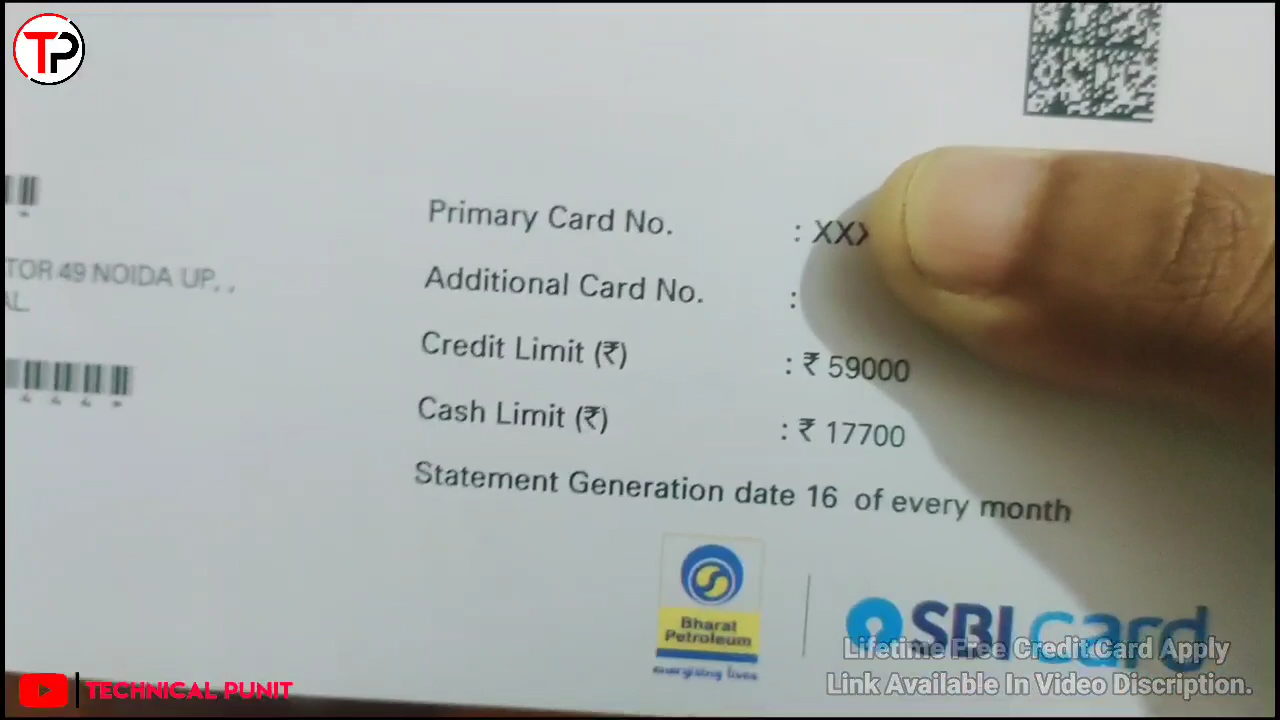 TP
Primary Card No. : XXX
TOR 49 NOIDA UP, ,
AL
Additional Card No. :
Credit Limit (₹) : ₹ 59000
Cash Limit (₹) : ₹ 17700
Statement Generation date 16 of every month
Bharat
Petroleum
energising lives
SBI card
Lifetime Free Credit Card Apply
Link Available In Video Discription.
TECHNICAL PUNIT